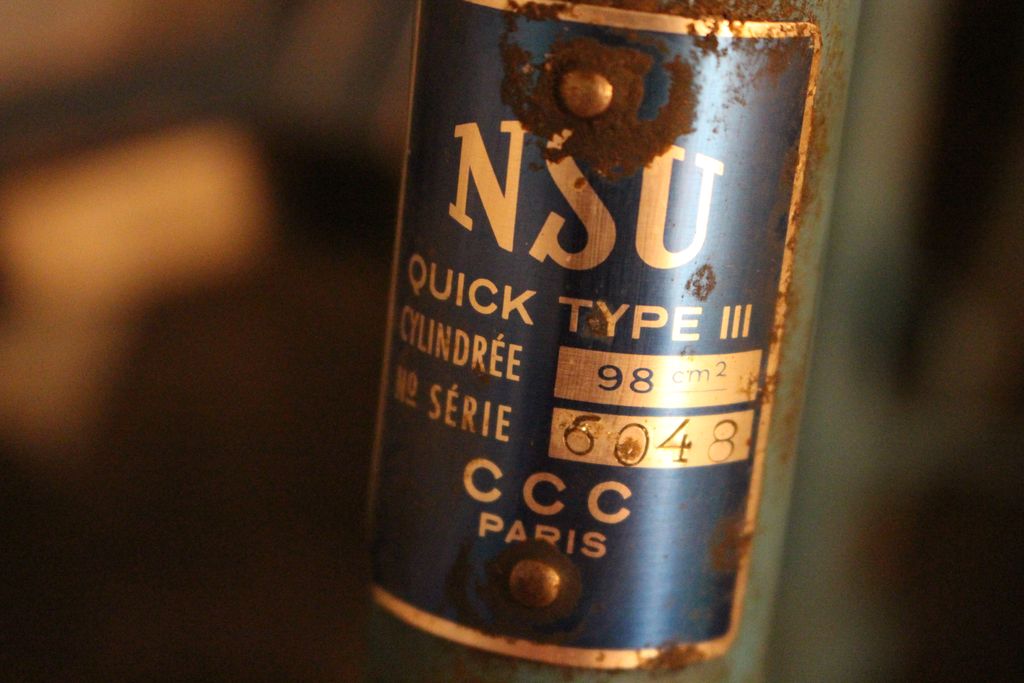 NSU
QUICK TYPE III
CYLINDRÉE 98 cm2
No SÉRIE 6048
CCC
PARIS